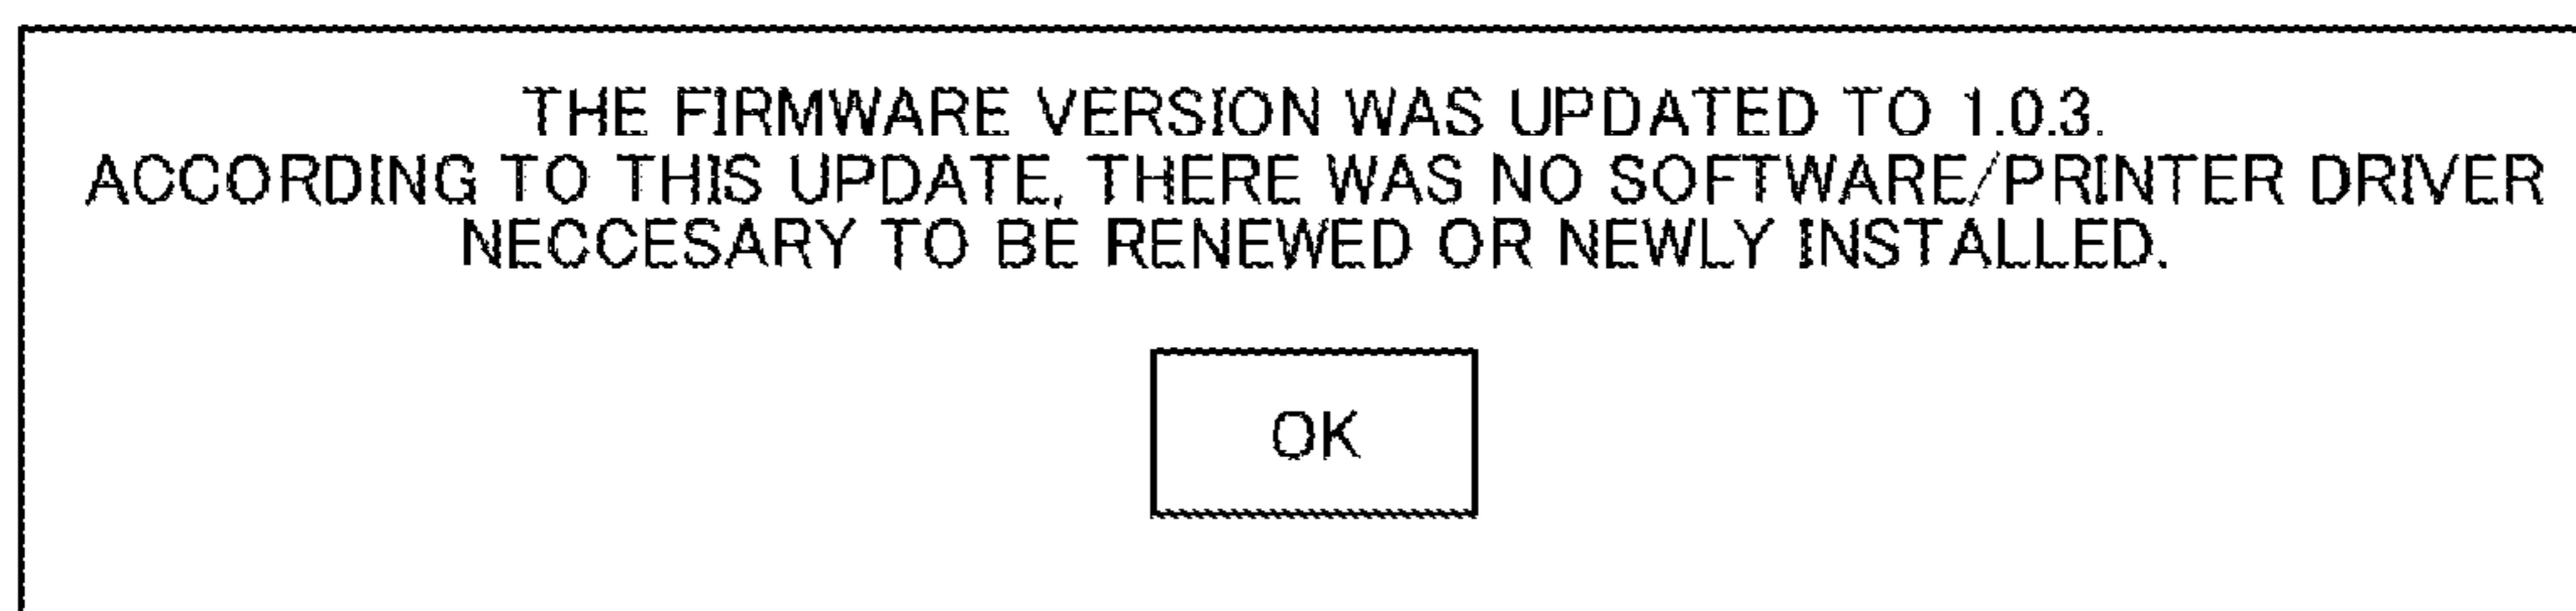 THE FIRMWARE VERSION WAS UPDATED TO 1.0.3.
ACCORDING TO THIS UPDATE, THERE WAS NO SOFTWARE/PRINTER DRIVER
NECCESARY TO BE RENEWED OR NEWLY INSTALLED.
OK